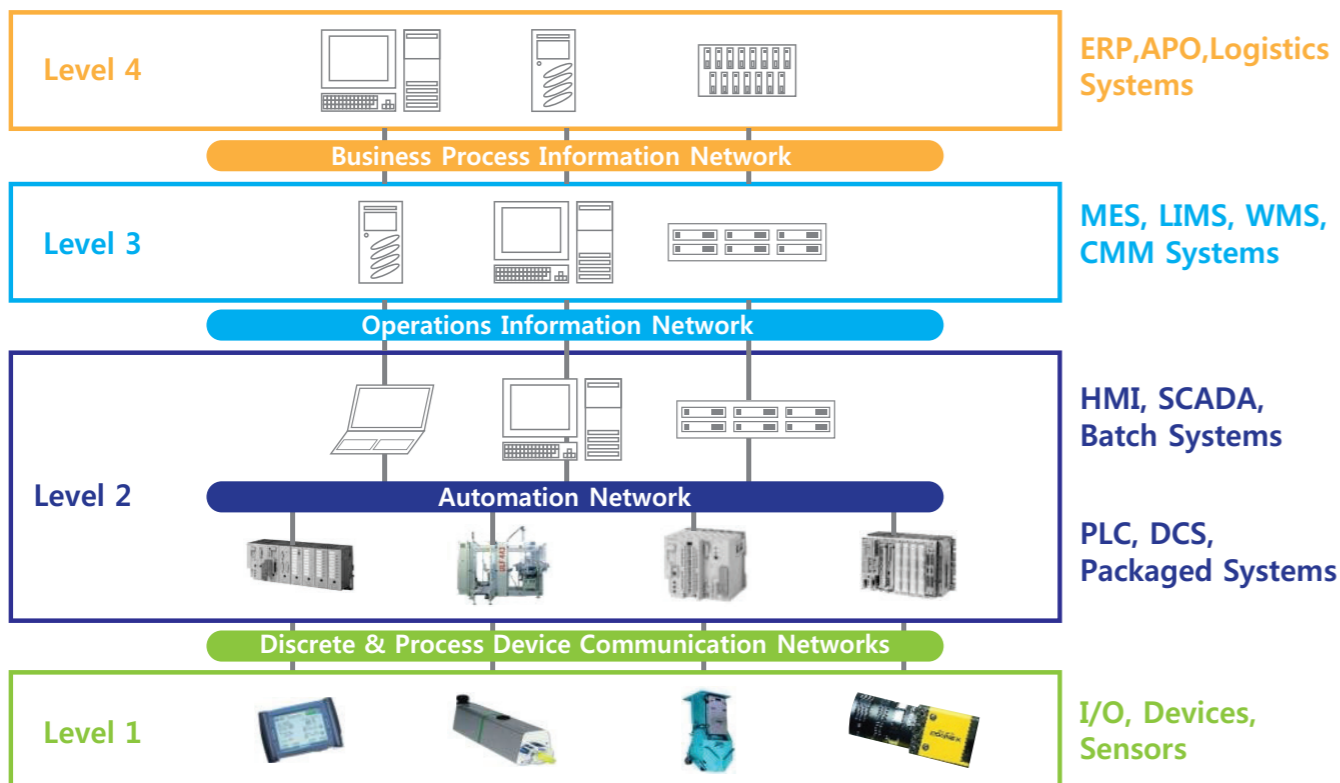 Level 4
ERP,APO,Logistics
Systems
Business Process Information Network
Level 3
MES, LIMS, WMS,
CMM Systems
Operations Information Network
HMI, SCADA,
Batch Systems
Level 2
Automation Network
PLC, DCS,
Packaged Systems
Discrete & Process Device Communication Networks
Level 1
I/O, Devices,
Sensors